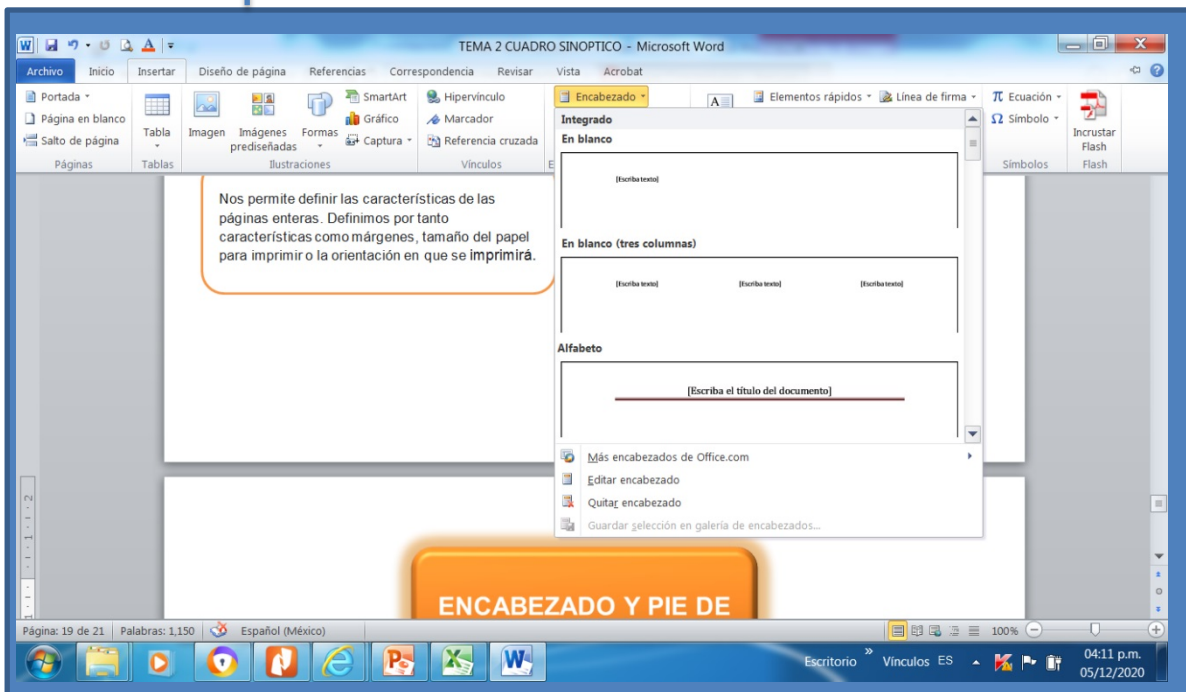 TEMA 2 CUADRO SINOPTICO - Microsoft Word
Archivo Inicio Insertar Diseño de página Referencias Correspondencia Revisar Vista Acrobat
Portada
Página en blanco
Salto de página
Páginas
Tabla
Tablas
Imagen
Imágenes prediseñadas
Formas
SmartArt
Gráfico
Captura
Ilustraciones
Hipervínculo
Marcador
Referencia cruzada
Vínculos
Encabezado
E
A
Elementos rápidos
Línea de firma
π Ecuación
Ω Símbolo
Símbolos
Incrustar
Flash
Flash
Integrado
En blanco
[Escriba texto]
En blanco (tres columnas)
[Escriba texto] [Escriba texto] [Escriba texto]
Alfabeto
[Escriba el título del documento]
Más encabezados de Office.com
Editar encabezado
Quitar encabezado
Guardar selección en galería de encabezados...
Nos permite definir las características de las
páginas enteras. Definimos por tanto
características como márgenes, tamaño del papel
para imprimir o la orientación en que se imprimirá.
ENCABEZADO Y PIE DE
Página: 19 de 21 Palabras: 1,150 Español (México) 100%
Escritorio » Vínculos ES 04:11 p.m.
05/12/2020